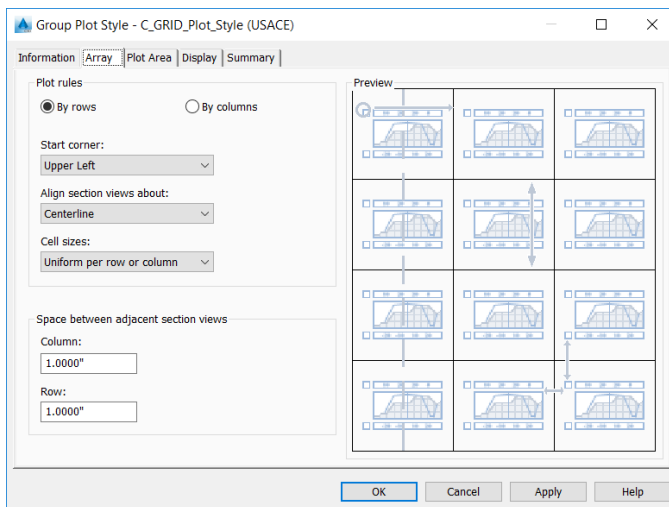 Group Plot Style - C_GRID_Plot_Style (USACE)
Information Array Plot Area Display Summary
Plot rules
By rows By columns
Start corner:
Upper Left
Align section views about:
Centerline
Cell sizes:
Uniform per row or column
Space between adjacent section views
Column:
1.0000"
Row:
1.0000"
Preview
OK Cancel Apply Help